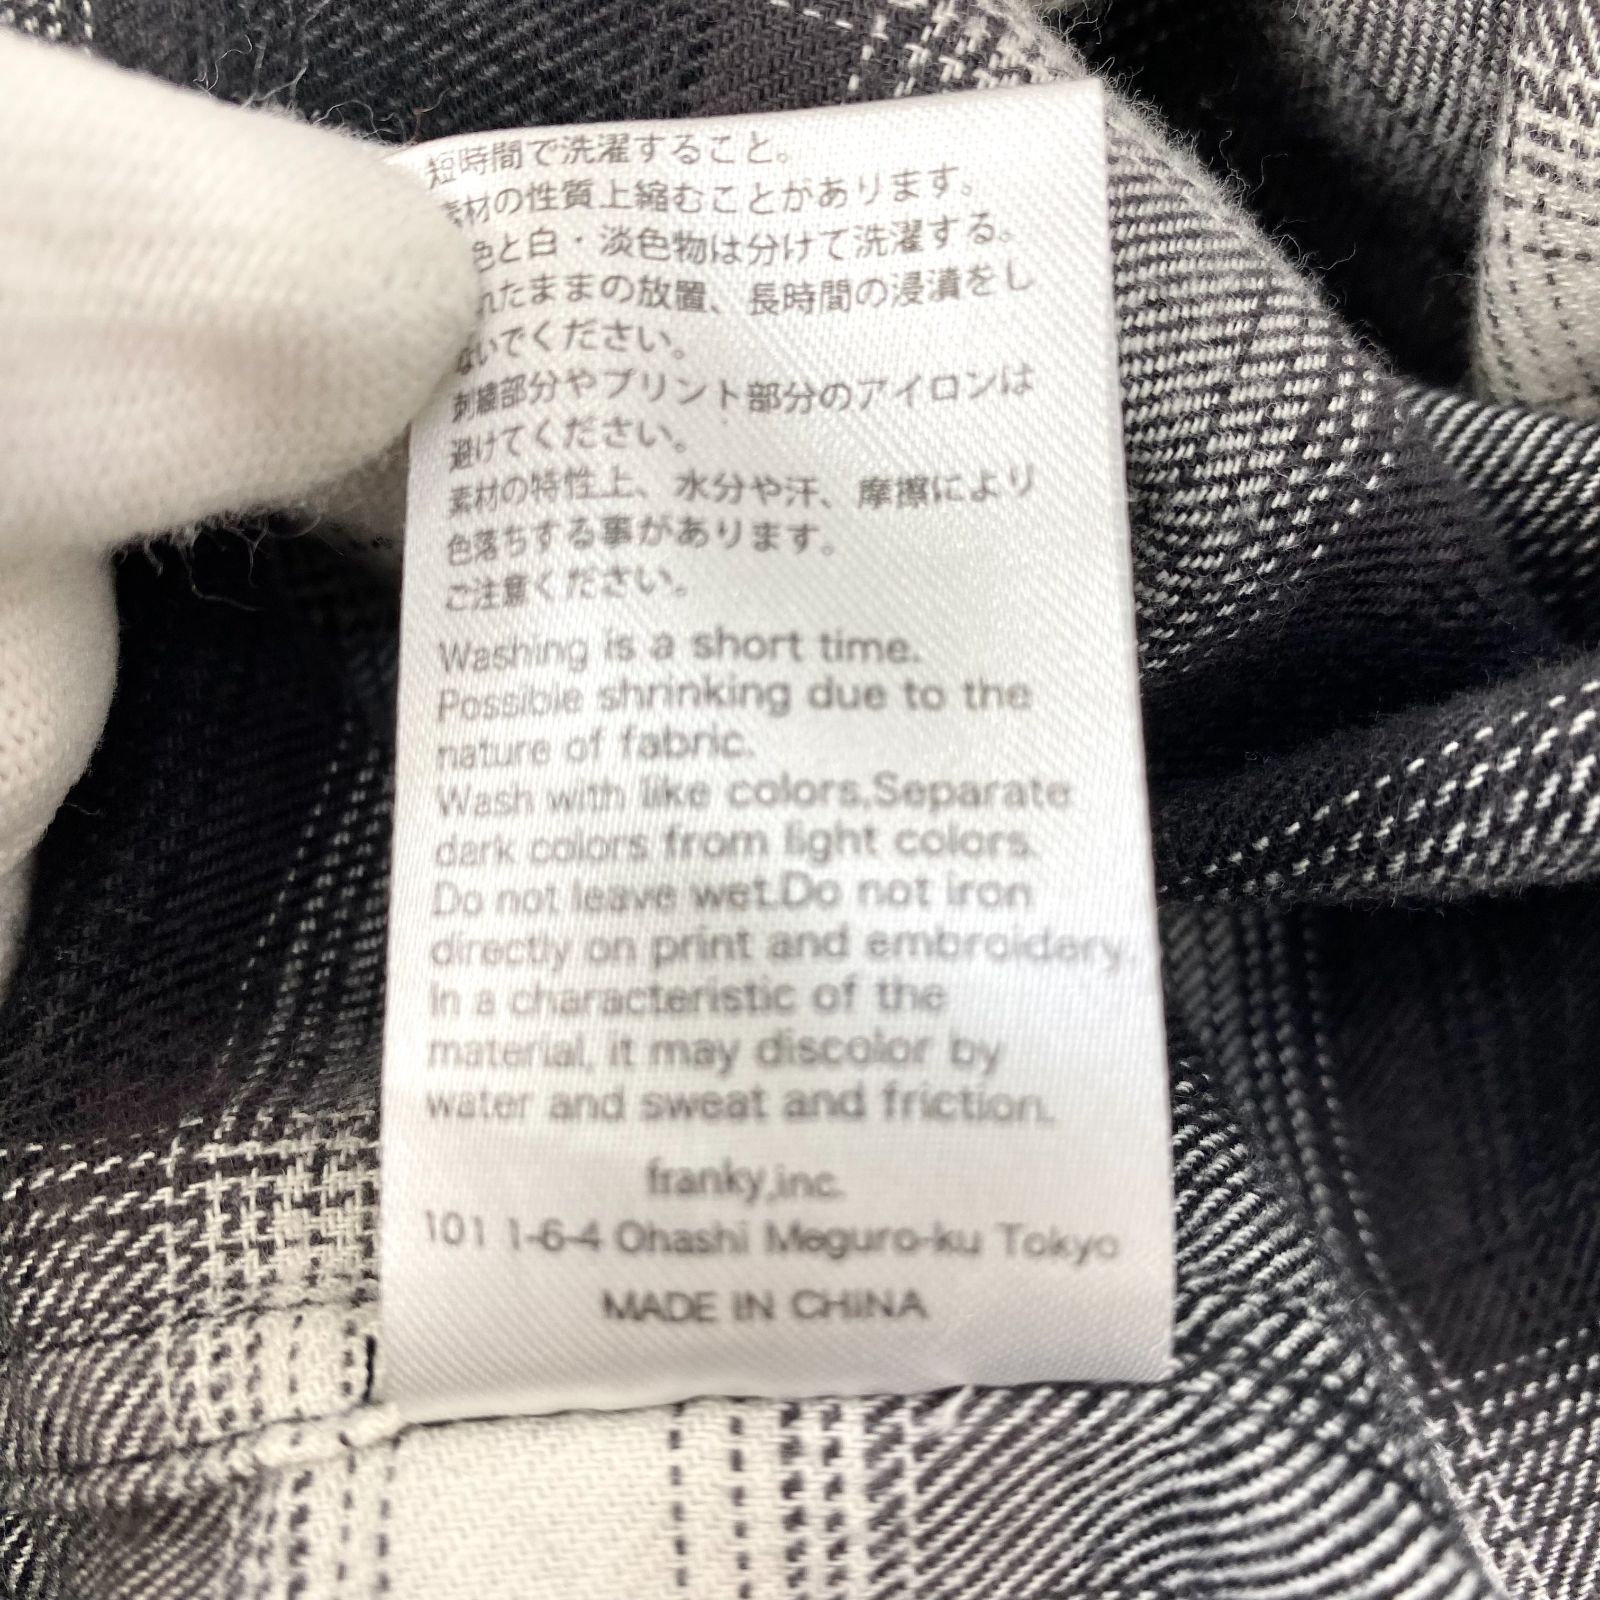 短時間で洗濯すること。
素材の性質上縮むことがあります。
色と白・淡色物は分けて洗濯する。
れたままの放置、長時間の浸漬をし
ないでください。
刺繍部分やプリント部分のアイロンは
避けてください。
素材の特性上、水分や汗、摩擦により
色落ちする事があります。
ご注意ください。
Washing is a short time.
Possible shrinking due to the
nature of fabric.
Wash with like colors.Separate
dark colors from light colors.
Do not leave wet.Do not iron
directly on print and embroidery.
In a characteristic of the
material, it may discolor by
water and sweat and friction.
franky,inc.
101 1-6-4 Ohashi Meguro-ku Tokyo
MADE IN CHINA